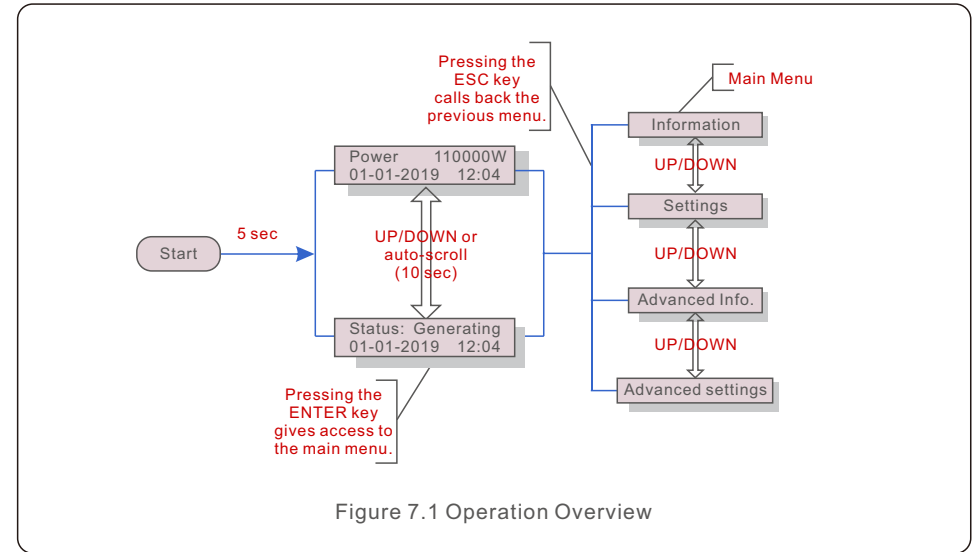 Pressing the
ESC key
calls back the
previous menu.
Main Menu
Information
UP/DOWN
Settings
UP/DOWN
Advanced Info.
UP/DOWN
Advanced settings
Power 110000W
01-01-2019 12:04
5 sec
Start
UP/DOWN or
auto-scroll
(10 sec)
Status: Generating
01-01-2019 12:04
Pressing the
ENTER key
gives access to
the main menu.
Figure 7.1 Operation Overview